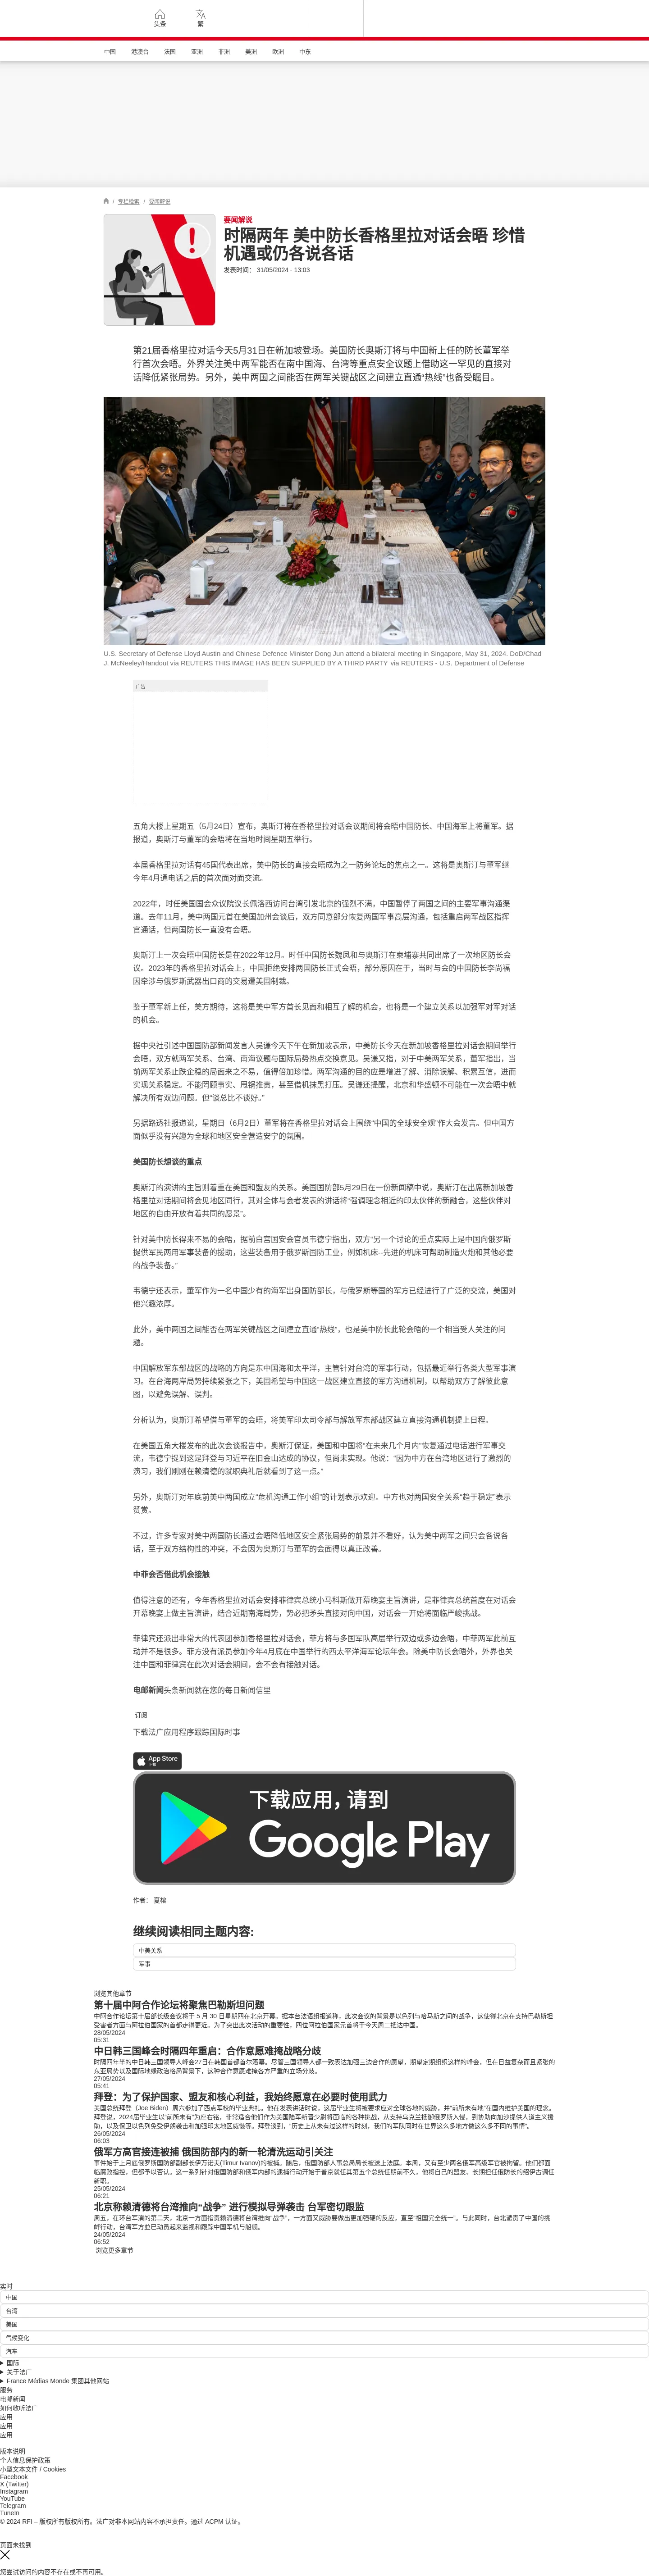 头条
繁
中国
港澳台
法国
亚洲
非洲
美洲
欧洲
中东
/ 专栏检索 / 要闻解说
要闻解说
时隔两年 美中防长香格里拉对话会晤 珍惜
机遇或仍各说各话
发表时间： 31/05/2024 - 13:03
第21届香格里拉对话今天5月31日在新加坡登场。美国防长奥斯汀将与中国新上任的防长董军举
行首次会晤。外界关注美中两军能否在南中国海、台湾等重点安全议题上借助这一罕见的直接对
话降低紧张局势。另外，美中两国之间能否在两军关键战区之间建立直通“热线”也备受瞩目。
U.S. Secretary of Defense Lloyd Austin and Chinese Defence Minister Dong Jun attend a bilateral meeting in Singapore, May 31, 2024. DoD/Chad
J. McNeeley/Handout via REUTERS THIS IMAGE HAS BEEN SUPPLIED BY A THIRD PARTY via REUTERS - U.S. Department of Defense
广告
五角大楼上星期五（5月24日）宣布，奥斯汀将在香格里拉对话会议期间将会晤中国防长、中国海军上将董军。据
报道，奥斯汀与董军的会晤将在当地时间星期五举行。
本届香格里拉对话有45国代表出席，美中防长的直接会晤成为之一防务论坛的焦点之一。这将是奥斯汀与董军继
今年4月通电话之后的首次面对面交流。
2022年，时任美国国会众议院议长佩洛西访问台湾引发北京的强烈不满，中国暂停了两国之间的主要军事沟通渠
道。去年11月，美中两国元首在美国加州会谈后，双方同意部分恢复两国军事高层沟通，包括重启两军战区指挥
官通话，但两国防长一直没有会晤。
奥斯汀上一次会晤中国防长是在2022年12月。时任中国防长魏凤和与奥斯汀在柬埔寨共同出席了一次地区防长会
议。2023年的香格里拉对话会上，中国拒绝安排两国防长正式会晤，部分原因在于，当时与会的中国防长李尚福
因牵涉与俄罗斯武器出口商的交易遭美国制裁。
鉴于董军新上任，美方期待，这将是美中军方首长见面和相互了解的机会，也将是一个建立关系以加强军对军对话
的机会。
据中央社引述中国国防部新闻发言人吴谦今天下午在新加坡表示，中美防长今天在新加坡香格里拉对话会期间举行
会晤，双方就两军关系、台湾、南海议题与国际局势热点交换意见。吴谦又指，对于中美两军关系，董军指出，当
前两军关系止跌企稳的局面来之不易，值得倍加珍惜。两军沟通的目的应是增进了解、消除误解、积累互信，进而
实现关系稳定。不能罔顾事实、甩锅推责，甚至借机抹黑打压。吴谦还提醒，北京和华盛顿不可能在一次会晤中就
解决所有双边问题。但“谈总比不谈好。”
另据路透社报道说，星期日（6月2日）董军将在香格里拉对话会上围绕“中国的全球安全观”作大会发言。但中国方
面似乎没有兴趣为全球和地区安全营造安宁的氛围。
美国防长想谈的重点
奥斯汀的演讲的主旨则着重在美国和盟友的关系。美国国防部5月29日在一份新闻稿中说，奥斯汀在出席新加坡香
格里拉对话期间将会见地区同行，其对全体与会者发表的讲话将“强调理念相近的印太伙伴的新融合，这些伙伴对
地区的自由开放有着共同的愿景”。
针对美中防长得来不易的会晤，据前白宫国安会官员韦德宁指出，双方“另一个讨论的重点实际上是中国向俄罗斯
提供军民两用军事装备的援助，这些装备用于俄罗斯国防工业，例如机床--先进的机床可帮助制造火炮和其他必要
的战争装备。”
韦德宁还表示，董军作为一名中国少有的海军出身国防部长，与俄罗斯等国的军方已经进行了广泛的交流，美国对
他兴趣浓厚。
此外，美中两国之间能否在两军关键战区之间建立直通“热线”，也是美中防长此轮会晤的一个相当受人关注的问
题。
中国解放军东部战区的战略的方向是东中国海和太平洋，主管针对台湾的军事行动，包括最近举行各类大型军事演
习。在台海两岸局势持续紧张之下，美国希望与中国这一战区建立直接的军方沟通机制，以帮助双方了解彼此意
图，以避免误解、误判。
分析认为，奥斯汀希望借与董军的会晤，将美军印太司令部与解放军东部战区建立直接沟通机制提上日程。
在美国五角大楼发布的此次会谈报告中，奥斯汀保证，美国和中国将“在未来几个月内”恢复通过电话进行军事交
流，韦德宁提到这是拜登与习近平在旧金山达成的协议，但尚未实现。他说：“因为中方在台湾地区进行了激烈的
演习，我们刚刚在赖清德的就职典礼后就看到了这一点。”
另外，奥斯汀对年底前美中两国成立“危机沟通工作小组”的计划表示欢迎。中方也对两国安全关系“趋于稳定”表示
赞赏。
不过，许多专家对美中两国防长通过会晤降低地区安全紧张局势的前景并不看好，认为美中两军之间只会各说各
话，至于双方结构性的冲突，不会因为奥斯汀与董军的会面得以真正改善。
中菲会否借此机会接触
值得注意的还有，今年香格里拉对话会安排菲律宾总统小马科斯做开幕晚宴主旨演讲，是菲律宾总统首度在对话会
开幕晚宴上做主旨演讲，结合近期南海局势，势必把矛头直接对向中国，对话会一开始将面临严峻挑战。
菲律宾还派出非常大的代表团参加香格里拉对话会，菲方将与多国军队高层举行双边或多边会晤，中菲两军此前互
动并不是很多。菲方没有派员参加今年4月底在中国举行的西太平洋海军论坛年会。除美中防长会晤外，外界也关
注中国和菲律宾在此次对话会期间，会不会有接触对话。
电邮新闻头条新闻就在您的每日新闻信里
订阅
下载法广应用程序跟踪国际时事
App Store
下载
下载应用，请到
Google Play
作者： 夏榕
继续阅读相同主题内容:
中美关系
军事
浏览其他章节
第十届中阿合作论坛将聚焦巴勒斯坦问题
中阿合作论坛第十届部长级会议将于 5 月 30 日星期四在北京开幕。据本台法语组报道称，此次会议的背景是以色列与哈马斯之间的战争，这使得北京在支持巴勒斯坦
受害者方面与阿拉伯国家的首都走得更近。为了突出此次活动的重要性，四位阿拉伯国家元首将于今天周二抵达中国。
28/05/2024
05:31
中日韩三国峰会时隔四年重启：合作意愿难掩战略分歧
时隔四年半的中日韩三国领导人峰会27日在韩国首都首尔落幕。尽管三国领导人都一致表达加强三边合作的愿望，期望定期组织这样的峰会，但在日益复杂而且紧张的
东亚局势以及国际地缘政治格局背景下，这种合作意愿难掩各方严重的立场分歧。
27/05/2024
05:41
拜登：为了保护国家、盟友和核心利益，我始终愿意在必要时使用武力
美国总统拜登（Joe Biden）周六参加了西点军校的毕业典礼。他在发表讲话时说，这届毕业生将被要求应对全球各地的威胁，并“前所未有地”在国内维护美国的理念。
拜登说，2024届毕业生以“前所未有”为座右铭，非常适合他们作为美国陆军新晋少尉将面临的各种挑战，从支持乌克兰抵御俄罗斯入侵，到协助向加沙提供人道主义援
助，以及保卫以色列免受伊朗袭击和加强印太地区威慑等。拜登谈到，“历史上从未有过这样的时刻，我们的军队同时在世界这么多地方做这么多不同的事情”。
26/05/2024
06:03
俄军方高官接连被捕 俄国防部内的新一轮清洗运动引关注
事件始于上月底俄罗斯国防部副部长伊万诺夫(Timur Ivanov)的被捕。随后，俄国防部人事总局局长被送上法庭。本周，又有至少两名俄军高级军官被拘留。他们都面
临腐败指控，但都予以否认。这一系列针对俄国防部和俄军内部的逮捕行动开始于普京就任其第五个总统任期前不久，他将自己的盟友、长期担任俄防长的绍伊古调任
新职。
25/05/2024
06:21
北京称赖清德将台湾推向“战争” 进行模拟导弹袭击 台军密切跟监
周五，在环台军演的第二天，北京一方面指责赖清德将台湾推向“战争”，一方面又威胁要做出更加强硬的反应，直至“祖国完全统一”。与此同时，台北谴责了中国的挑
衅行动，台湾军方並已动员起来监视和跟踪中国军机与船舰。
24/05/2024
06:52
浏览更多章节
实时
中国
台湾
美国
气候变化
汽车
国际
关于法广
France Médias Monde 集团其他网站
服务
电邮新闻
如何收听法广
应用
应用
应用
版本说明
个人信息保护政策
小型文本文件 / Cookies
Facebook
X (Twitter)
Instagram
YouTube
Telegram
TuneIn
© 2024 RFI – 版权所有版权所有。法广对非本网站内容不承担责任。通过 ACPM 认证。
页面未找到
您尝试访问的内容不存在或不再可用。